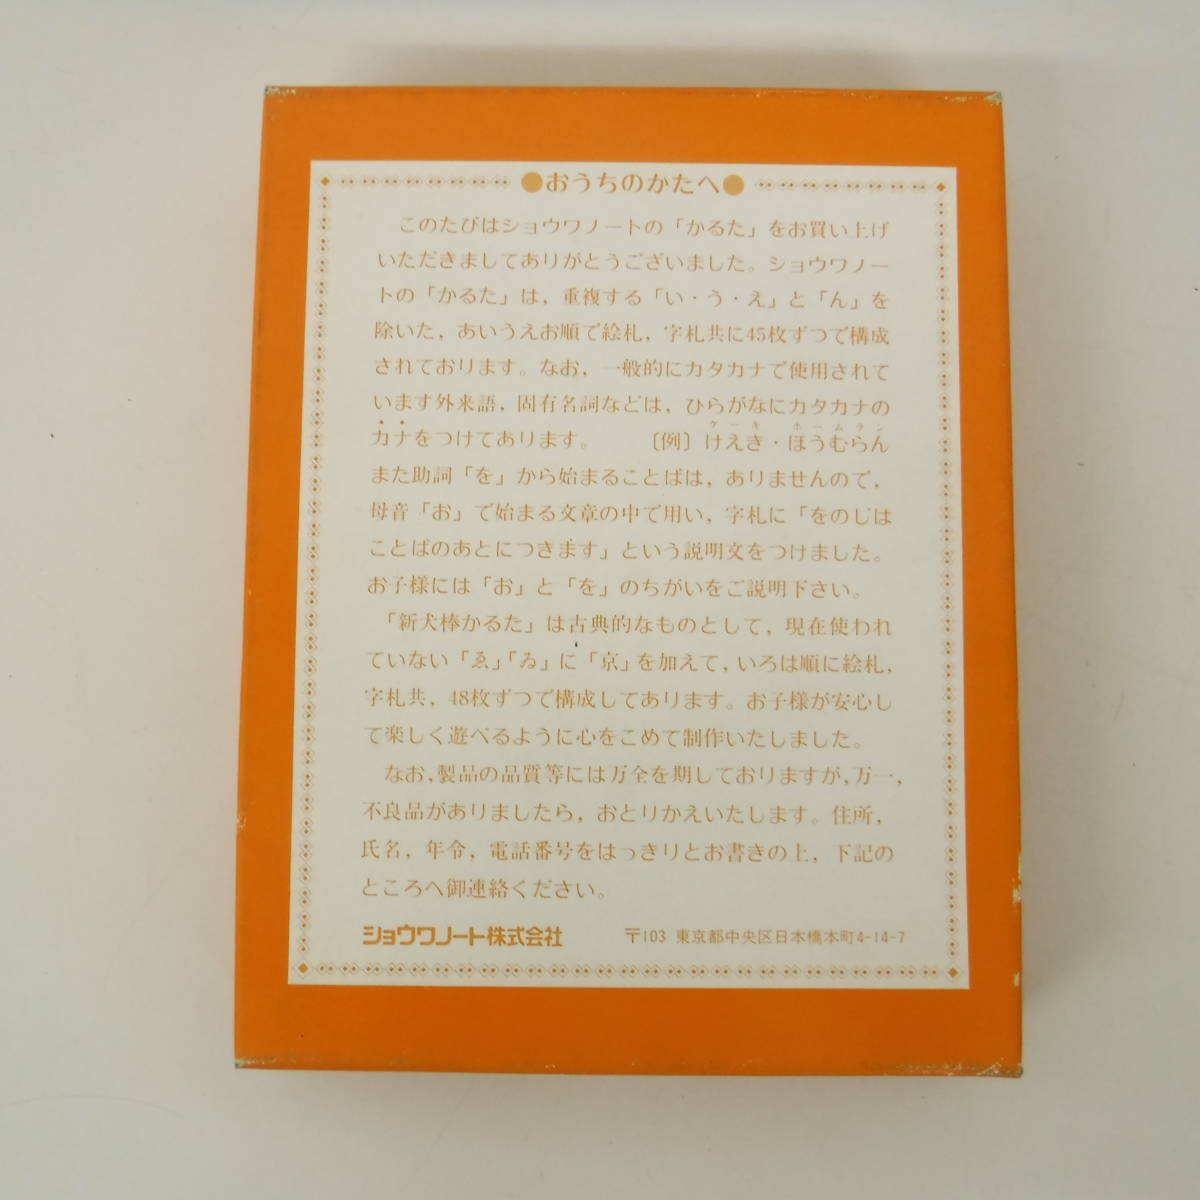 ●おうちのかたへ●
このたびはショウワノートの「かるた」をお買い上げ
いただきましてありがとうございました。ショウワノー
トの「かるた」は，重複する「い・う・え」と「ん」を
除いた，あいうえお順で絵札，字札共に45枚ずつで構成
されております。なお，一般的にカタカナで使用されて
います外来語，固有名詞などは，ひらがなにカタカナの
カナをつけてあります。　〔例〕けえき・ほうむらん
ケーキ　ホームラン
また助詞「を」から始まることばは，ありませんので，
母音「お」で始まる文章の中で用い，字札に「をのじは
ことばのあとにつきます」という説明文をつけました。
お子様には「お」と「を」のちがいをご説明下さい。
「新犬棒かるた」は古典的なものとして，現在使われ
ていない「ゑ」「ゐ」に「京」を加えて，いろは順に絵札，
字札共，48枚ずつで構成してあります。お子様が安心し
て楽しく遊べるように心をこめて制作いたしました。
なお，製品の品質等には万全を期しておりますが，万一，
不良品がありましたら，おとりかえいたします。住所，
氏名，年令，電話番号をはっきりとお書きの上，下記の
ところへ御連絡ください。
ショウワノート株式会社　〒103 東京都中央区日本橋本町4-14-7